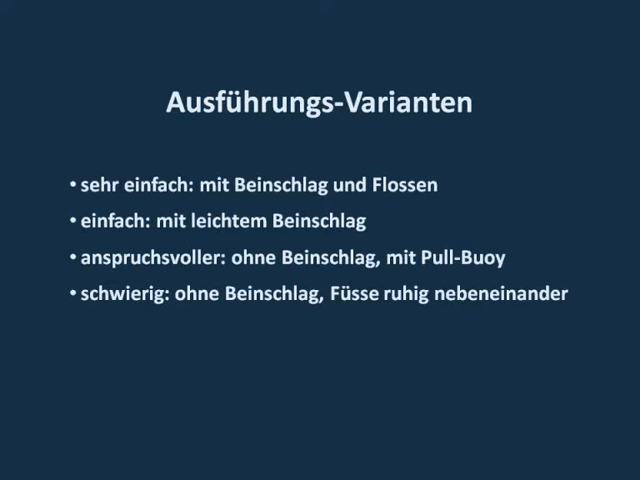 Ausführungs-Varianten
• sehr einfach: mit Beinschlag und Flossen
• einfach: mit leichtem Beinschlag
• anspruchsvoller: ohne Beinschlag, mit Pull-Buoy
• schwierig: ohne Beinschlag, Füsse ruhig nebeneinander